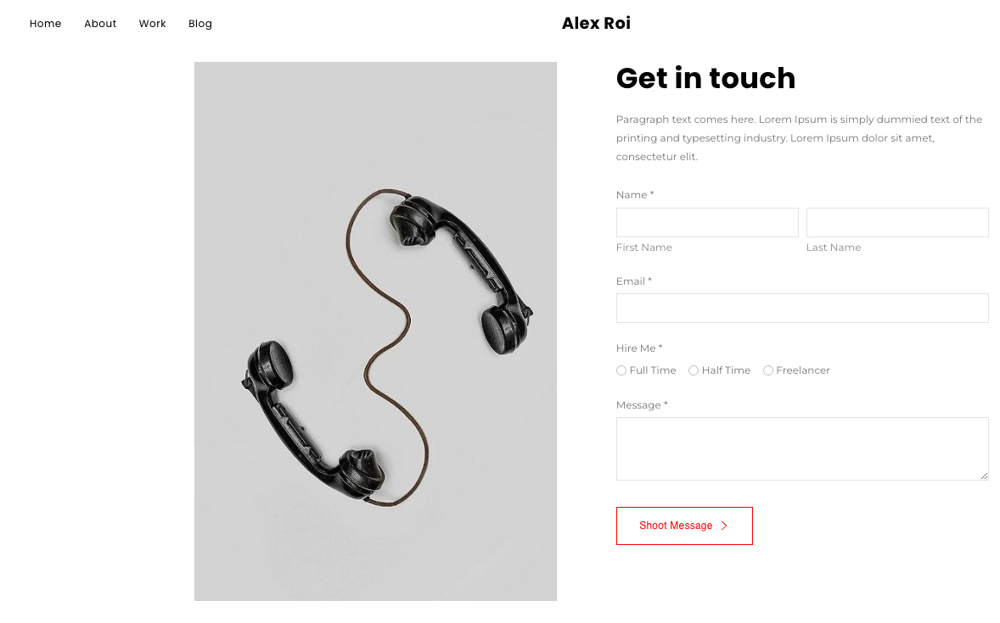 Home About Work Blog
Alex Roi
Get in touch
Paragraph text comes here. Lorem Ipsum is simply dummied text of the
printing and typesetting industry. Lorem Ipsum dolor sit amet,
consectetur elit.
Name *
First Name Last Name
Email *
Hire Me *
Full Time Half Time Freelancer
Message *
Shoot Message